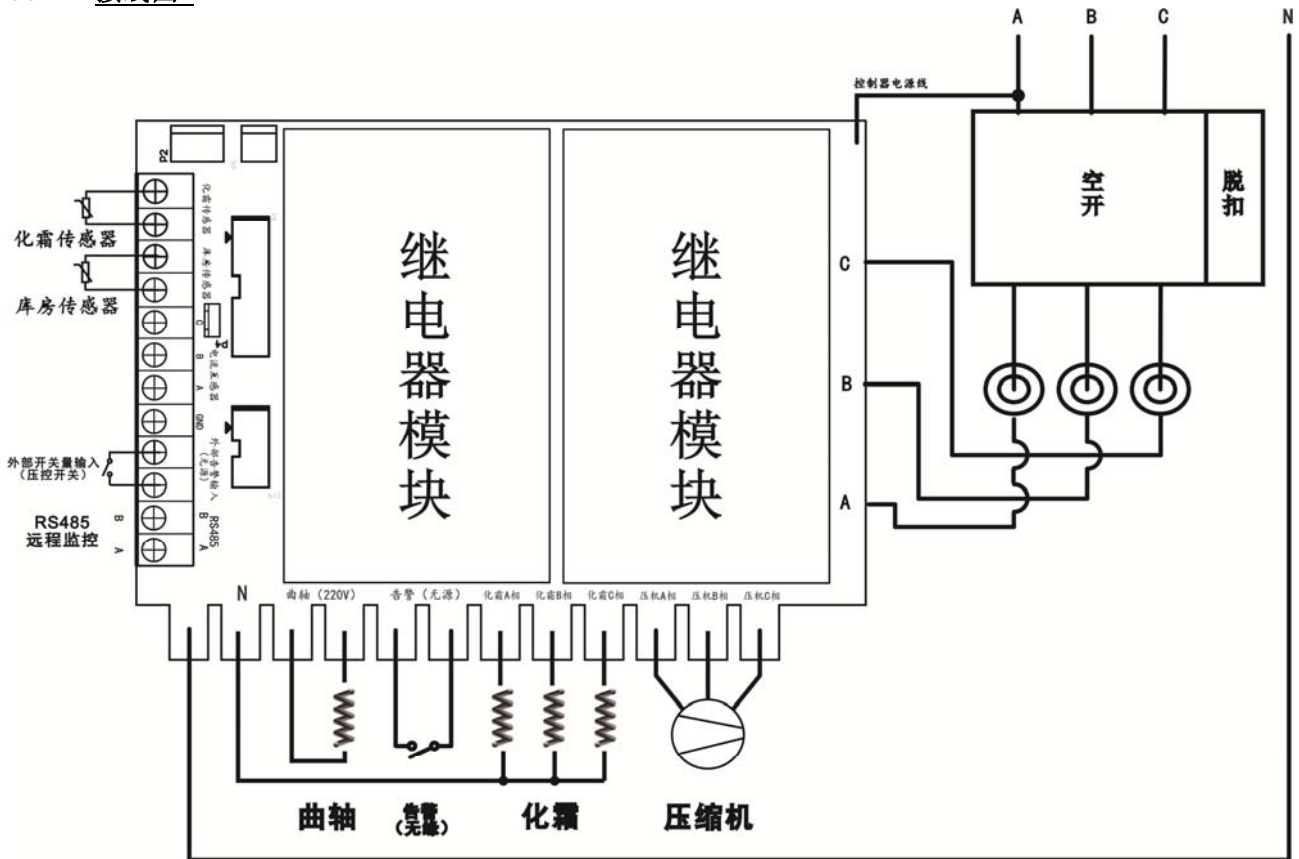 接线图
A B C N
控制器电源线
空开
脱扣
P2
化霜传感器
化霜传感器
库房传感器
库房传感器
C
B
A
电流互感器
GND
外部开关量输入
（压控开关）
外部告警输入
（无源）
RS485
远程监控
B
A
B
A
RS485
继电器模块
继电器模块
C
B
A
N
曲轴（220V）
告警（无源）
化霜A相
化霜B相
化霜C相
压机A相
压机B相
压机C相
曲轴
告警
（无源）
化霜
压缩机